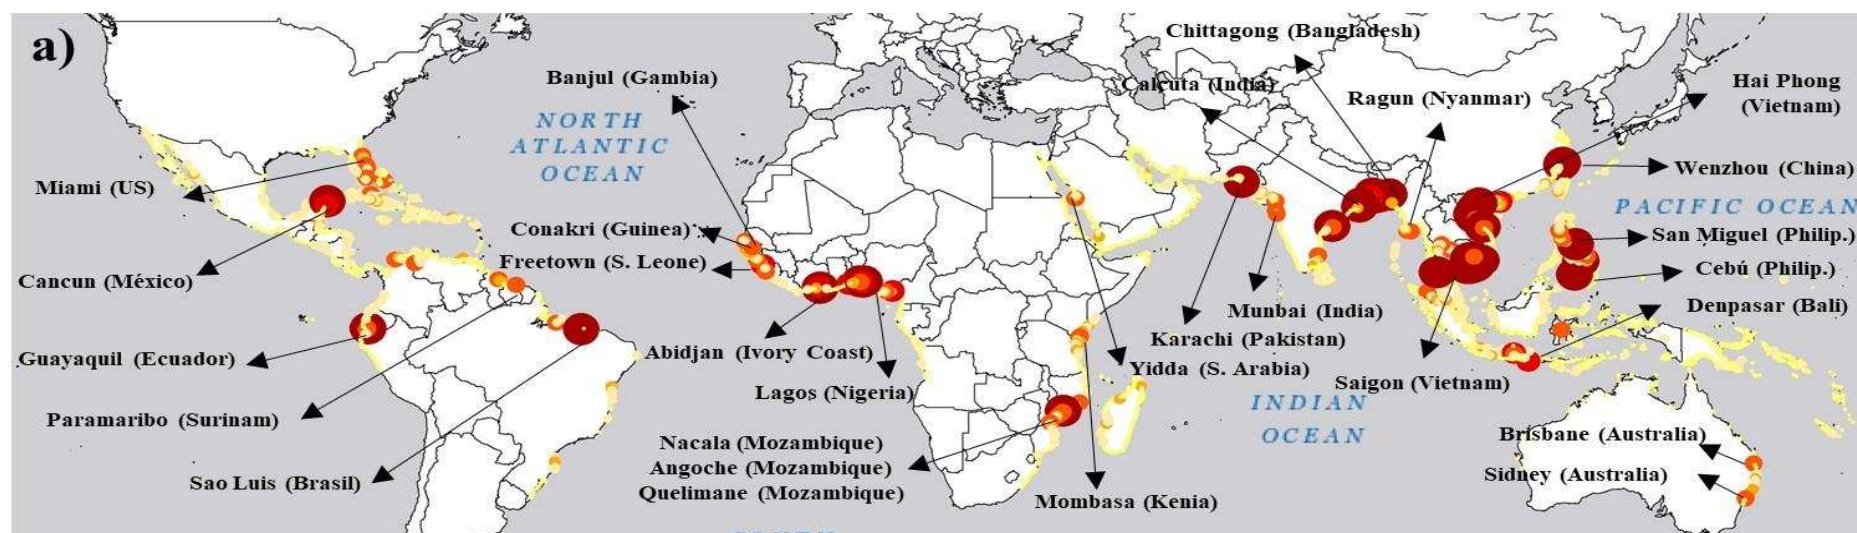 a)
Chittagong (Bangladesh)
Banjul (Gambia)
Calcuta (India)
Ragun (Nyanmar)
Hai Phong
(Vietnam)
NORTH
ATLANTIC
OCEAN
Miami (US)
Wenzhou (China)
PACIFIC OCEAN
Conakri (Guinea)
San Miguel (Philip.)
Freetown (S. Leone)
Cebú (Philip.)
Cancun (México)
Denpasar (Bali)
Munbai (India)
Karachi (Pakistan)
Guayaquil (Ecuador)
Abidjan (Ivory Coast)
Yidda (S. Arabia)
Saigon (Vietnam)
Lagos (Nigeria)
INDIAN
OCEAN
Paramaribo (Surinam)
Brisbane (Australia)
Nacala (Mozambique)
Angoche (Mozambique)
Sidney (Australia)
Sao Luis (Brasil)
Quelimane (Mozambique)
Mombasa (Kenia)